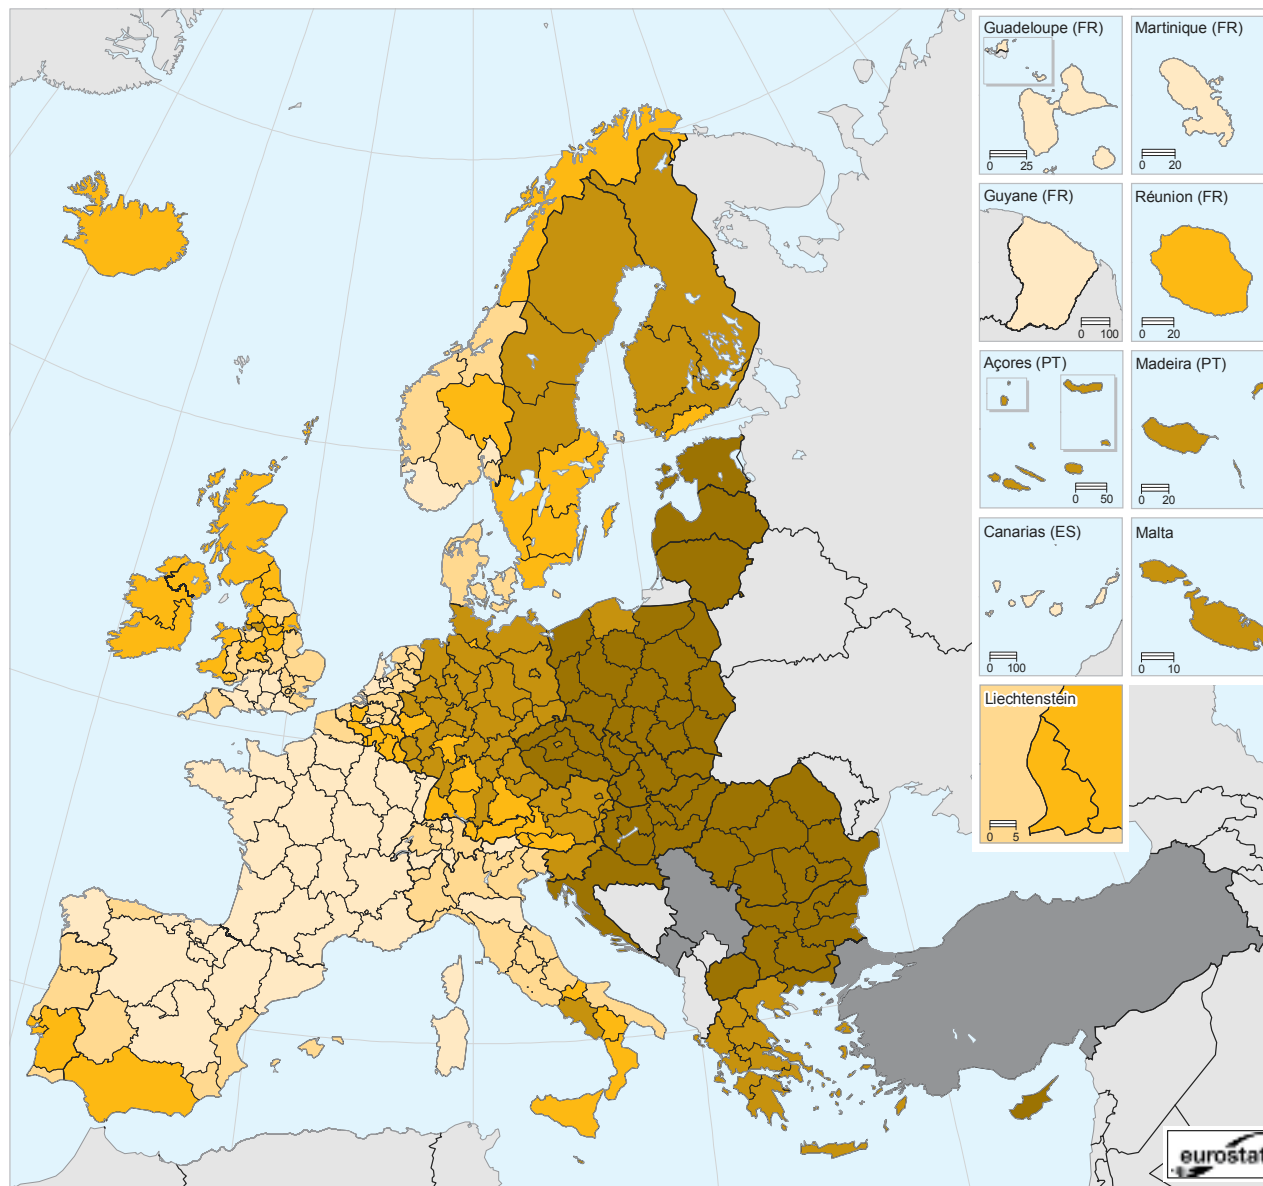 Guadeloupe (FR)
0 25
Martinique (FR)
0 20
Guyane (FR)
0 100
Réunion (FR)
0 20
Açores (PT)
0 50
Madeira (PT)
0 20
Canarias (ES)
0 100
Malta
0 10
Liechtenstein
0 5
eurostat